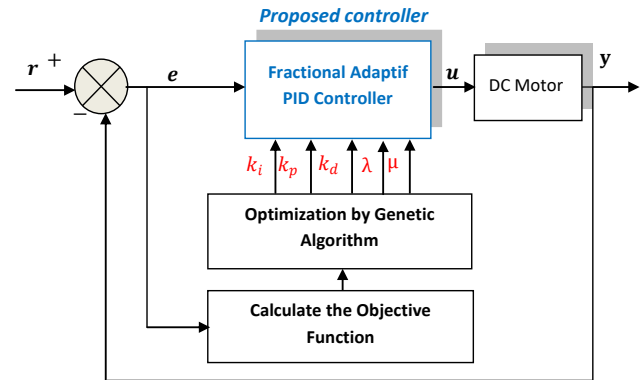 Proposed controller
r +
−
e
Fractional Adaptif
PID Controller
u
DC Motor
y
k_i k_p k_d λ μ
Optimization by Genetic
Algorithm
Calculate the Objective
Function